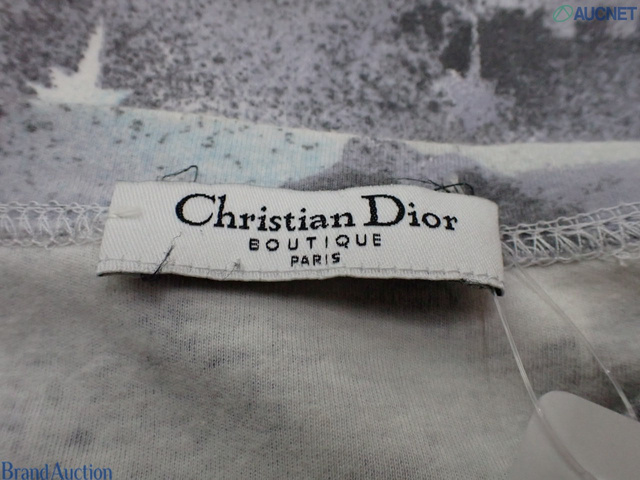 AUCNET
Christian Dior
BOUTIQUE
PARIS
BrandAuction